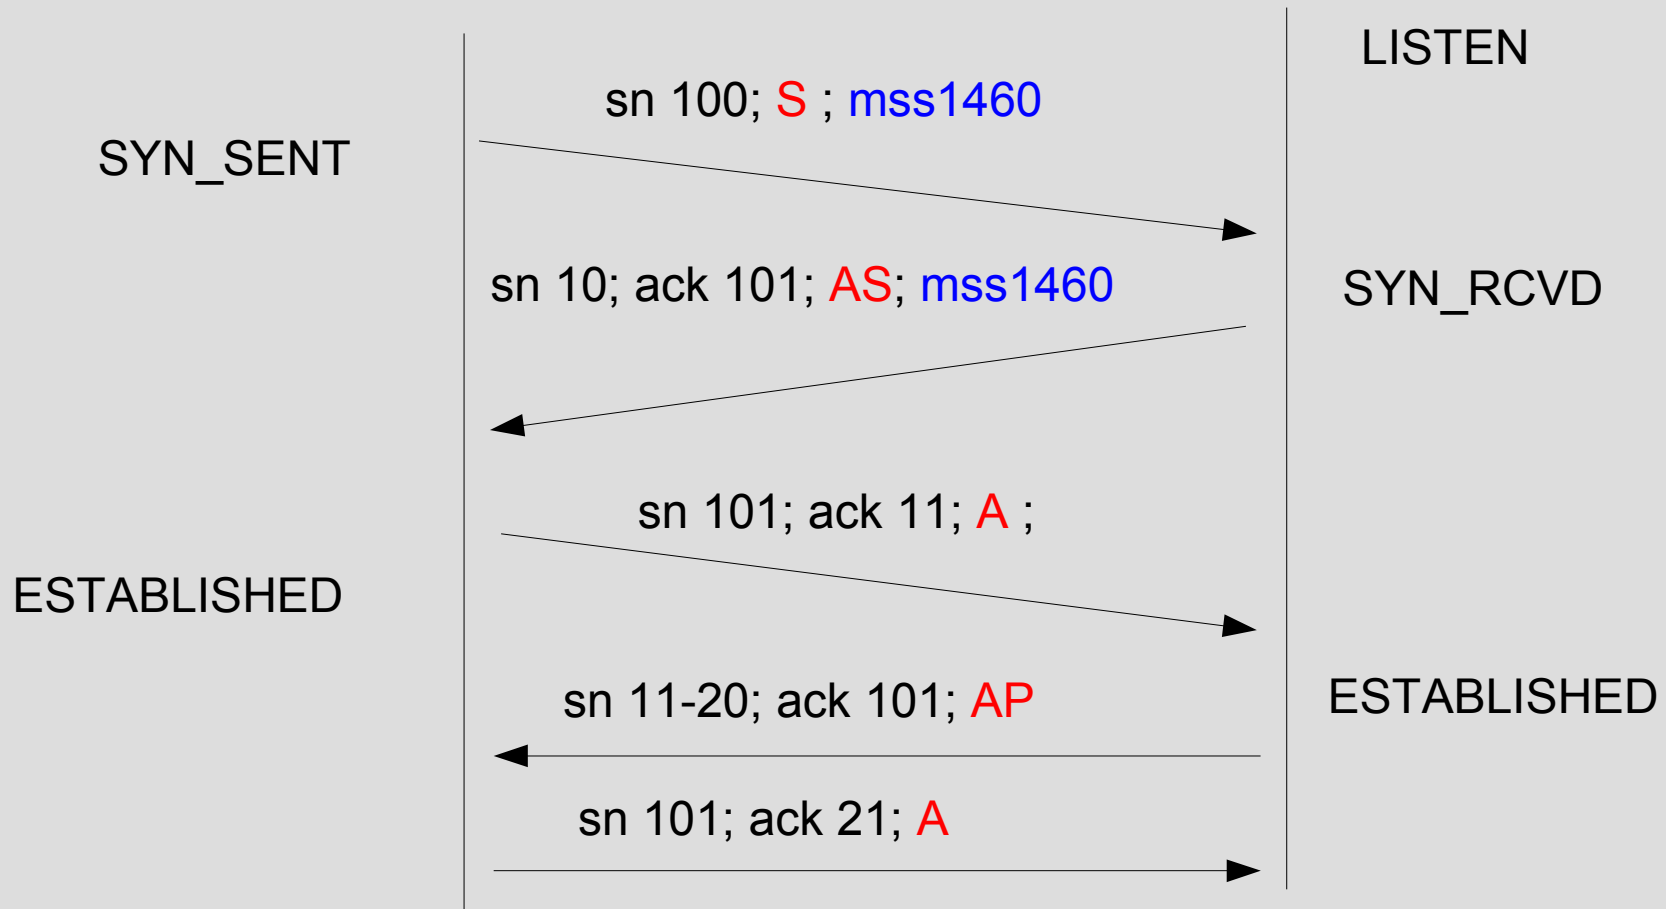 LISTEN
sn 100; S ; mss1460
SYN_SENT
sn 10; ack 101; AS; mss1460
SYN_RCVD
sn 101; ack 11; A ;
ESTABLISHED
sn 11-20; ack 101; AP
ESTABLISHED
sn 101; ack 21; A